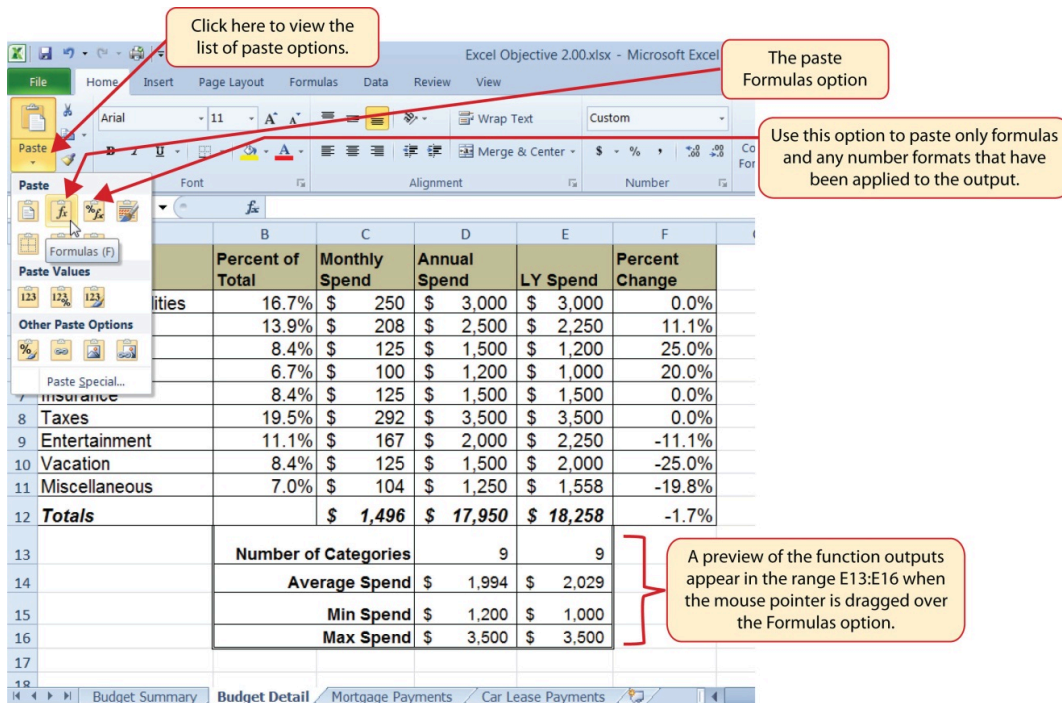 Click here to view the
list of paste options.
Excel Objective 2.00.xlsx - Microsoft Excel
The paste
Formulas option
File Home Insert Page Layout Formulas Data Review View
Arial 11 A A Wrap Text Custom
Paste B I U A Merge & Center $ % ,
Use this option to paste only formulas
and any number formats that have
been applied to the output.
Font Alignment Number
Paste
fx
Formulas (F)
Paste Values
123 123 123
Other Paste Options
Paste Special...
B C D E F
Percent of Total Monthly Spend Annual Spend LY Spend Percent Change
lities 16.7% $ 250 $ 3,000 $ 3,000 0.0%
13.9% $ 208 $ 2,500 $ 2,250 11.1%
8.4% $ 125 $ 1,500 $ 1,200 25.0%
6.7% $ 100 $ 1,200 $ 1,000 20.0%
7 Insurance 8.4% $ 125 $ 1,500 $ 1,500 0.0%
8 Taxes 19.5% $ 292 $ 3,500 $ 3,500 0.0%
9 Entertainment 11.1% $ 167 $ 2,000 $ 2,250 -11.1%
10 Vacation 8.4% $ 125 $ 1,500 $ 2,000 -25.0%
11 Miscellaneous 7.0% $ 104 $ 1,250 $ 1,558 -19.8%
12 Totals $ 1,496 $ 17,950 $ 18,258 -1.7%
13 Number of Categories 9 9
14 Average Spend $ 1,994 $ 2,029
15 Min Spend $ 1,200 $ 1,000
16 Max Spend $ 3,500 $ 3,500
17
18
A preview of the function outputs
appear in the range E13:E16 when
the mouse pointer is dragged over
the Formulas option.
Budget Summary Budget Detail Mortgage Payments Car Lease Payments